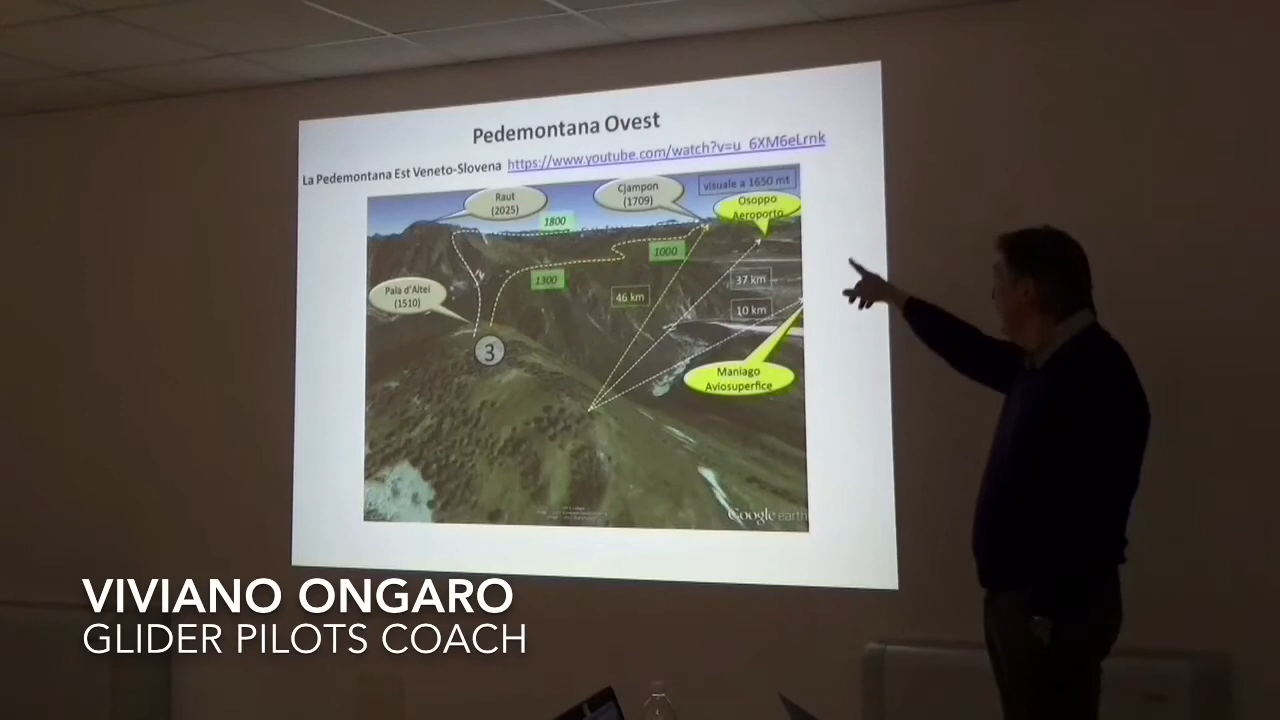 Pedemontana Ovest
La Pedemontana Est Veneto-Slovena https://www.youtube.com/watch?v=u_6XM6eLrnk
visuale a 1650 mt
Raut
(2025)
Cjampon
(1709)
Osoppo
Aeroporto
1800
1000
1300
Pala d'Altei
(1510)
46 km
37 km
10 km
3
Maniago
Aviosuperfice
Google earth
VIVIANO ONGARO
GLIDER PILOTS COACH